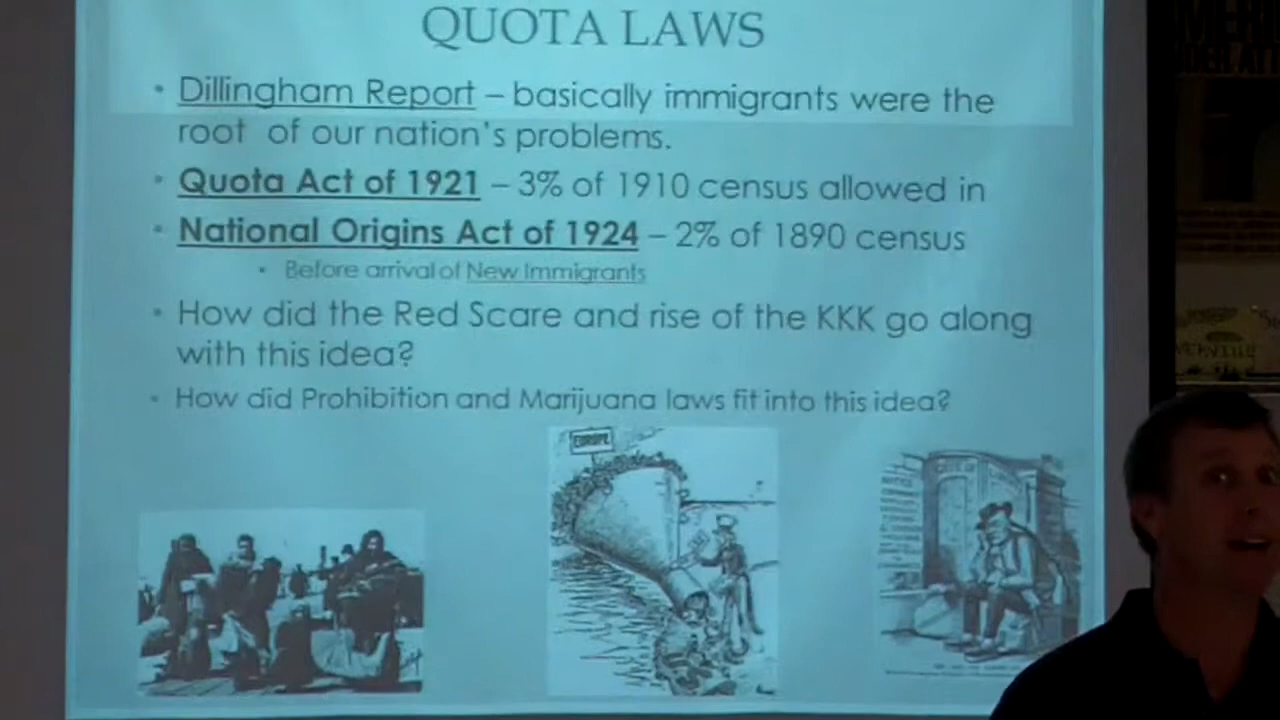 QUOTA LAWS
• Dillingham Report – basically immigrants were the
root of our nation's problems.
• Quota Act of 1921 – 3% of 1910 census allowed in
• National Origins Act of 1924 – 2% of 1890 census
• Before arrival of New Immigrants
• How did the Red Scare and rise of the KKK go along
with this idea?
• How did Prohibition and Marijuana laws fit into this idea?
EUROPE